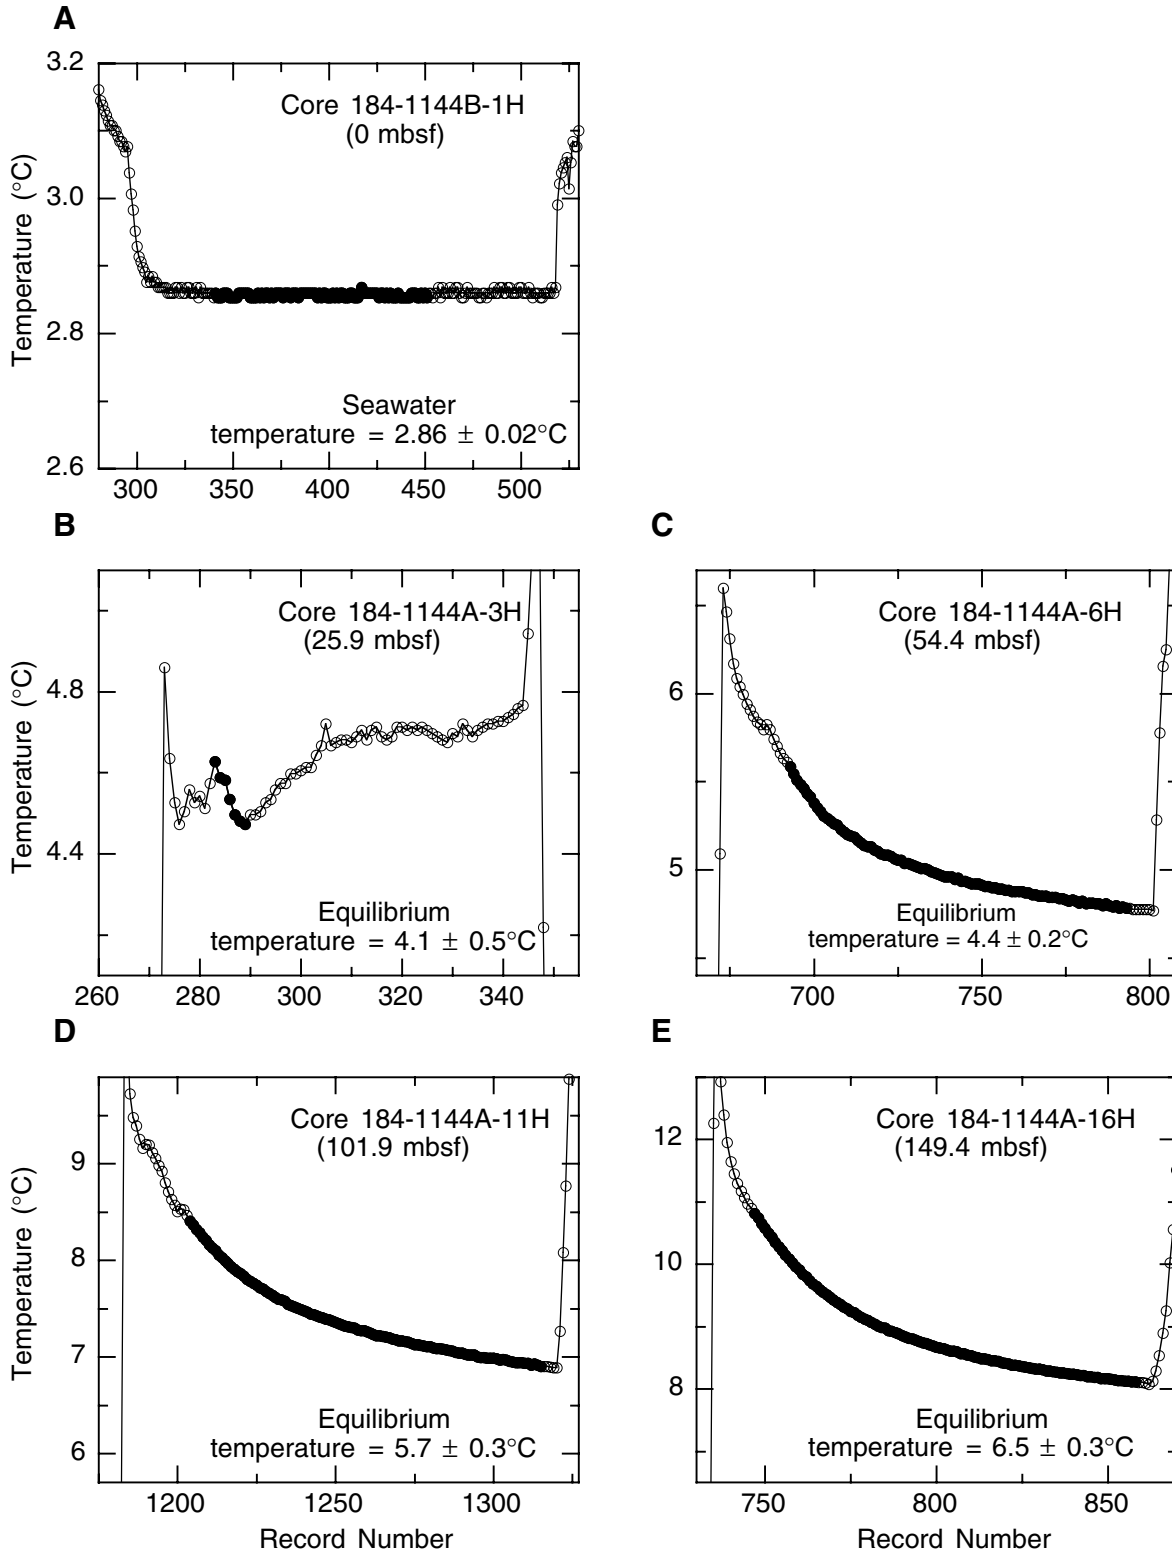 A
3.2
3.0
2.8
2.6
Temperature (°C)
Core 184-1144B-1H
(0 mbsf)
Seawater
temperature = 2.86 ± 0.02°C
300 350 400 450 500
B
4.8
4.4
Temperature (°C)
Core 184-1144A-3H
(25.9 mbsf)
Equilibrium
temperature = 4.1 ± 0.5°C
260 280 300 320 340
C
6
5
Core 184-1144A-6H
(54.4 mbsf)
Equilibrium
temperature = 4.4 ± 0.2°C
700 750 800
D
9
8
7
6
Temperature (°C)
Core 184-1144A-11H
(101.9 mbsf)
Equilibrium
temperature = 5.7 ± 0.3°C
1200 1250 1300
Record Number
E
12
10
8
Core 184-1144A-16H
(149.4 mbsf)
Equilibrium
temperature = 6.5 ± 0.3°C
750 800 850
Record Number